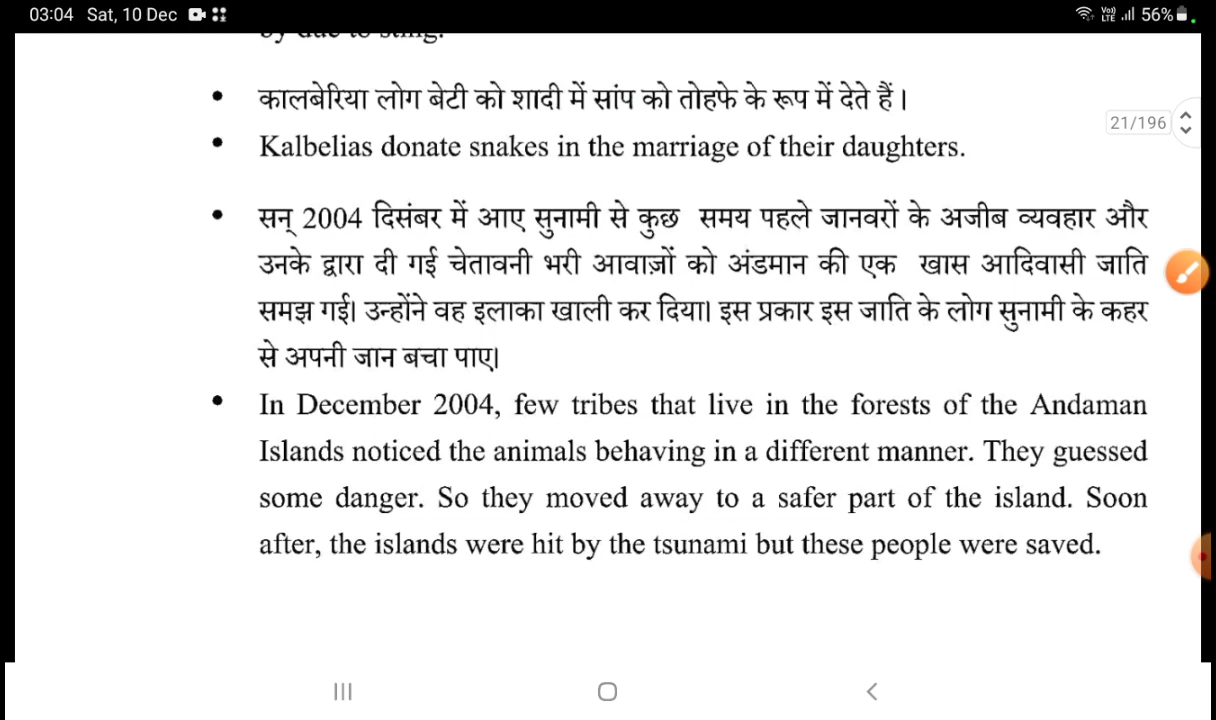 03:04 Sat, 10 Dec
56%
by due to sting.
• कालबेरिया लोग बेटी को शादी में सांप को तोहफे के रूप में देते हैं।
21/196
• Kalbelias donate snakes in the marriage of their daughters.
• सन् 2004 दिसंबर में आए सुनामी से कुछ समय पहले जानवरों के अजीब व्यवहार और
उनके द्वारा दी गई चेतावनी भरी आवाज़ों को अंडमान की एक खास आदिवासी जाति
समझ गई। उन्होंने वह इलाका खाली कर दिया। इस प्रकार इस जाति के लोग सुनामी के कहर
से अपनी जान बचा पाए।
• In December 2004, few tribes that live in the forests of the Andaman
Islands noticed the animals behaving in a different manner. They guessed
some danger. So they moved away to a safer part of the island. Soon
after, the islands were hit by the tsunami but these people were saved.